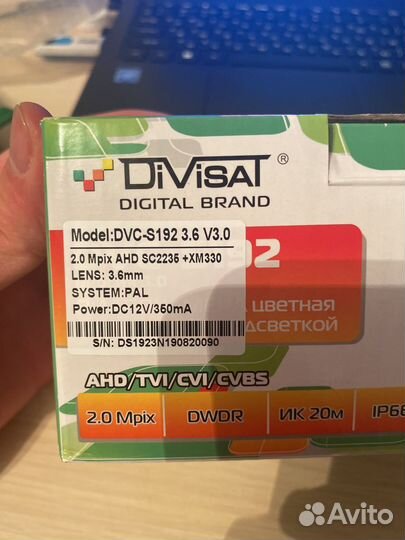 DiViSAT ®
DIGITAL BRAND
Model:DVC-S192 3.6 V3.0
2.0 Mpix AHD SC2235 +XM330
LENS: 3.6mm
SYSTEM:PAL
Power:DC12V/350mA
S/N: DS1923N190820090
92
цветная
дсветкой
AHD/TVI/CVI/CVBS
2.0 Mpix DWDR ИК 20м IP66
Avito